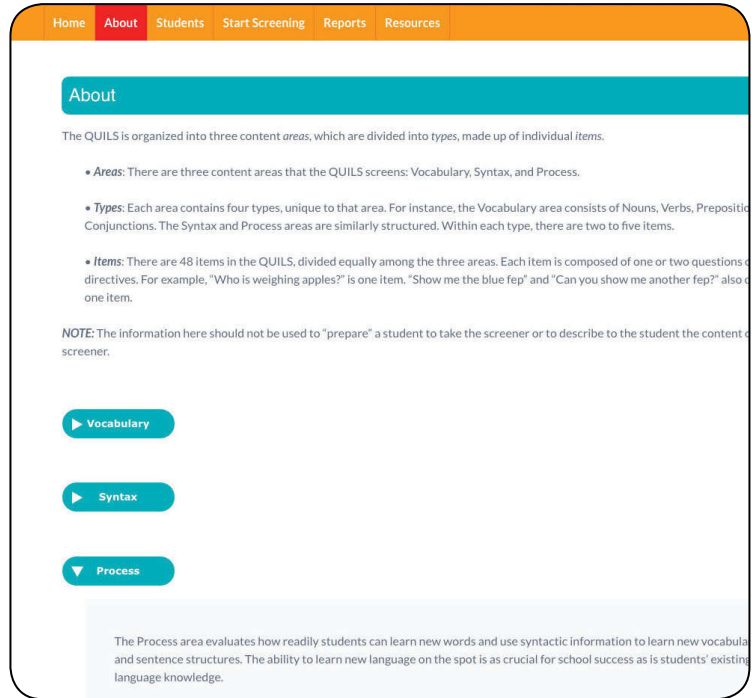 Home About Students Start Screening Reports Resources
About
The QUILS is organized into three content areas, which are divided into types, made up of individual items.
• Areas: There are three content areas that the QUILS screens: Vocabulary, Syntax, and Process.
• Types: Each area contains four types, unique to that area. For instance, the Vocabulary area consists of Nouns, Verbs,
Conjunctions. The Syntax and Process areas are similarly structured. Within each type, there are two to five items.
• Items: There are 48 items in the QUILS, divided equally among the three areas. Each item is composed of one or two questions
directives. For example, "Who is weighing apples?" is one item. "Show me the blue fep" and "Can you show me another fep?" also
one item.
NOTE: The information here should not be used to "prepare" a student to take the screener or to describe to the student the content
screener.
Vocabulary
Syntax
Process
The Process area evaluates how readily students can learn new words and use syntactic information to learn new
and sentence structures. The ability to learn new language on the spot is as crucial for school success as is students' existing
language knowledge.